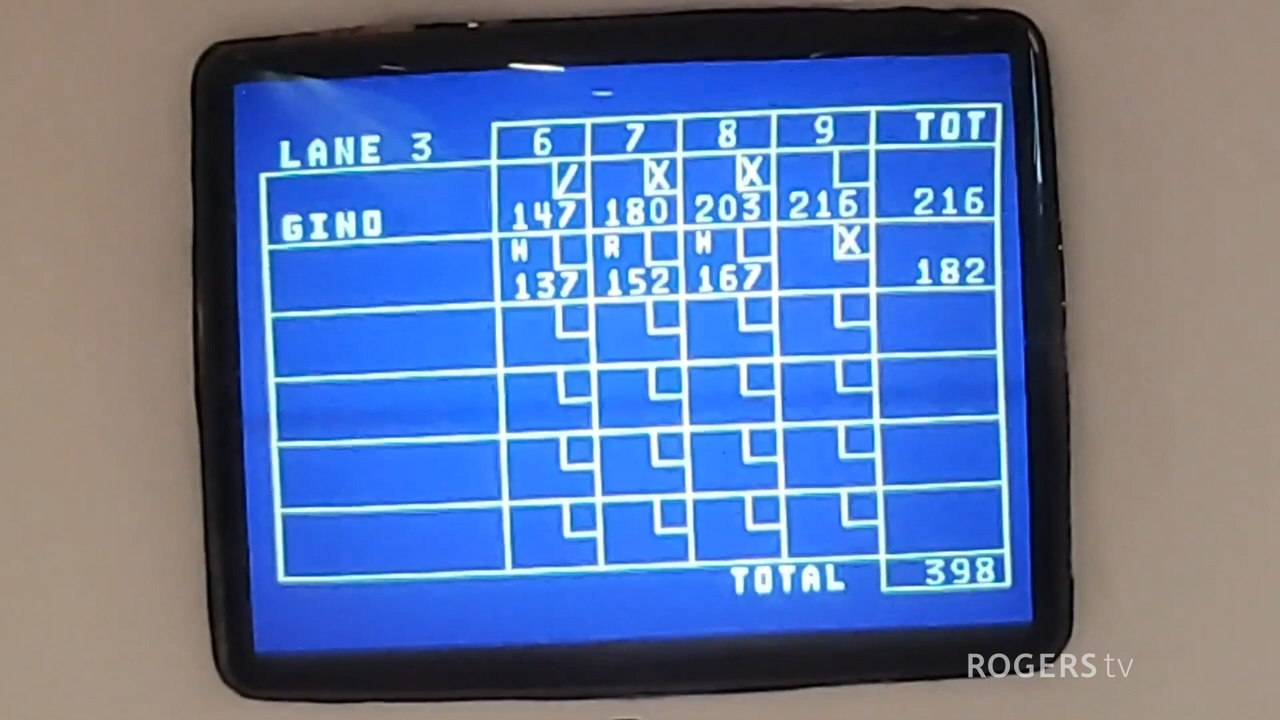 LANE 3 6 7 8 9 TOT
/ X X
GINO 147 180 203 216 216
H R H X
137 152 167 182
TOTAL 398
ROGERS tv